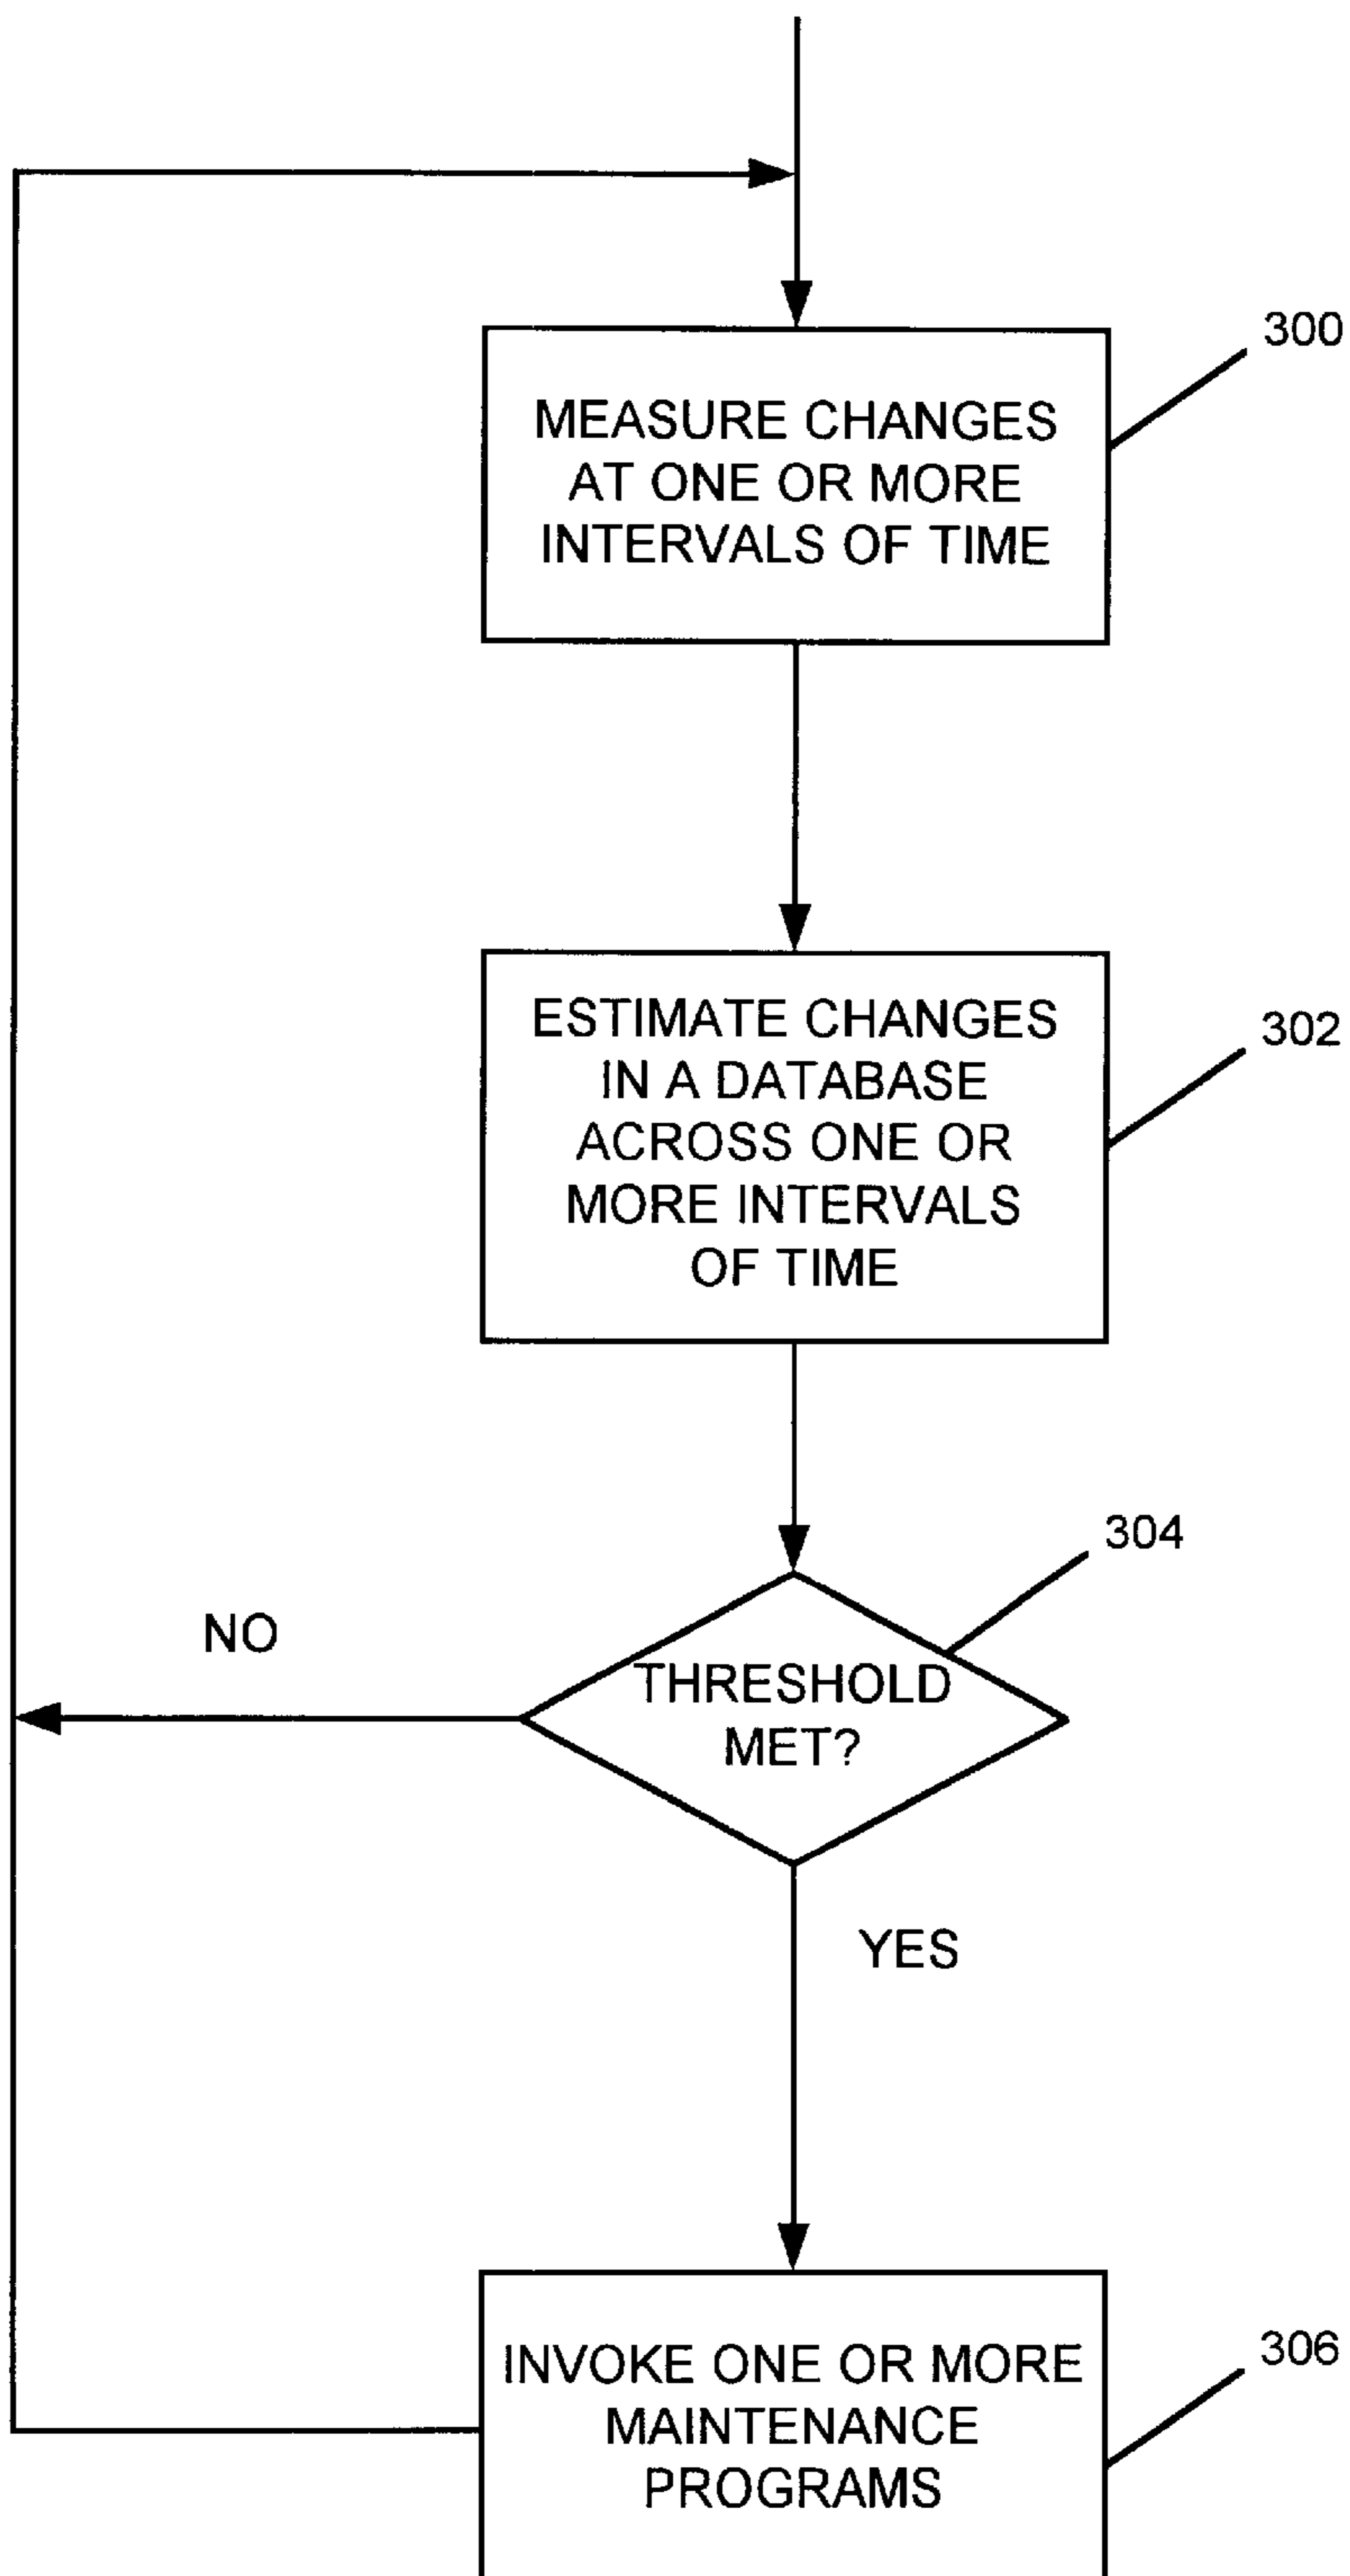 300
MEASURE CHANGES
AT ONE OR MORE
INTERVALS OF TIME
302
ESTIMATE CHANGES
IN A DATABASE
ACROSS ONE OR
MORE INTERVALS
OF TIME
304
NO
THRESHOLD
MET?
YES
306
INVOKE ONE OR MORE
MAINTENANCE
PROGRAMS